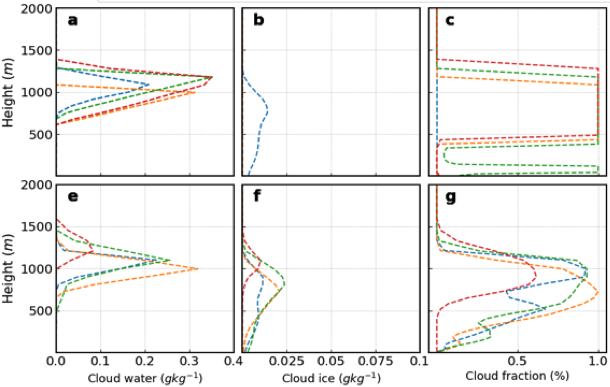 2000
a
b
c
1500
Height (m)
1000
500
2000
e
f
g
1500
Height (m)
1000
500
0.0 0.1 0.2 0.3 0.4
0.025 0.05 0.075 0.1
0.5 1.0
Cloud water (gkg⁻¹)
Cloud ice (gkg⁻¹)
Cloud fraction (%)